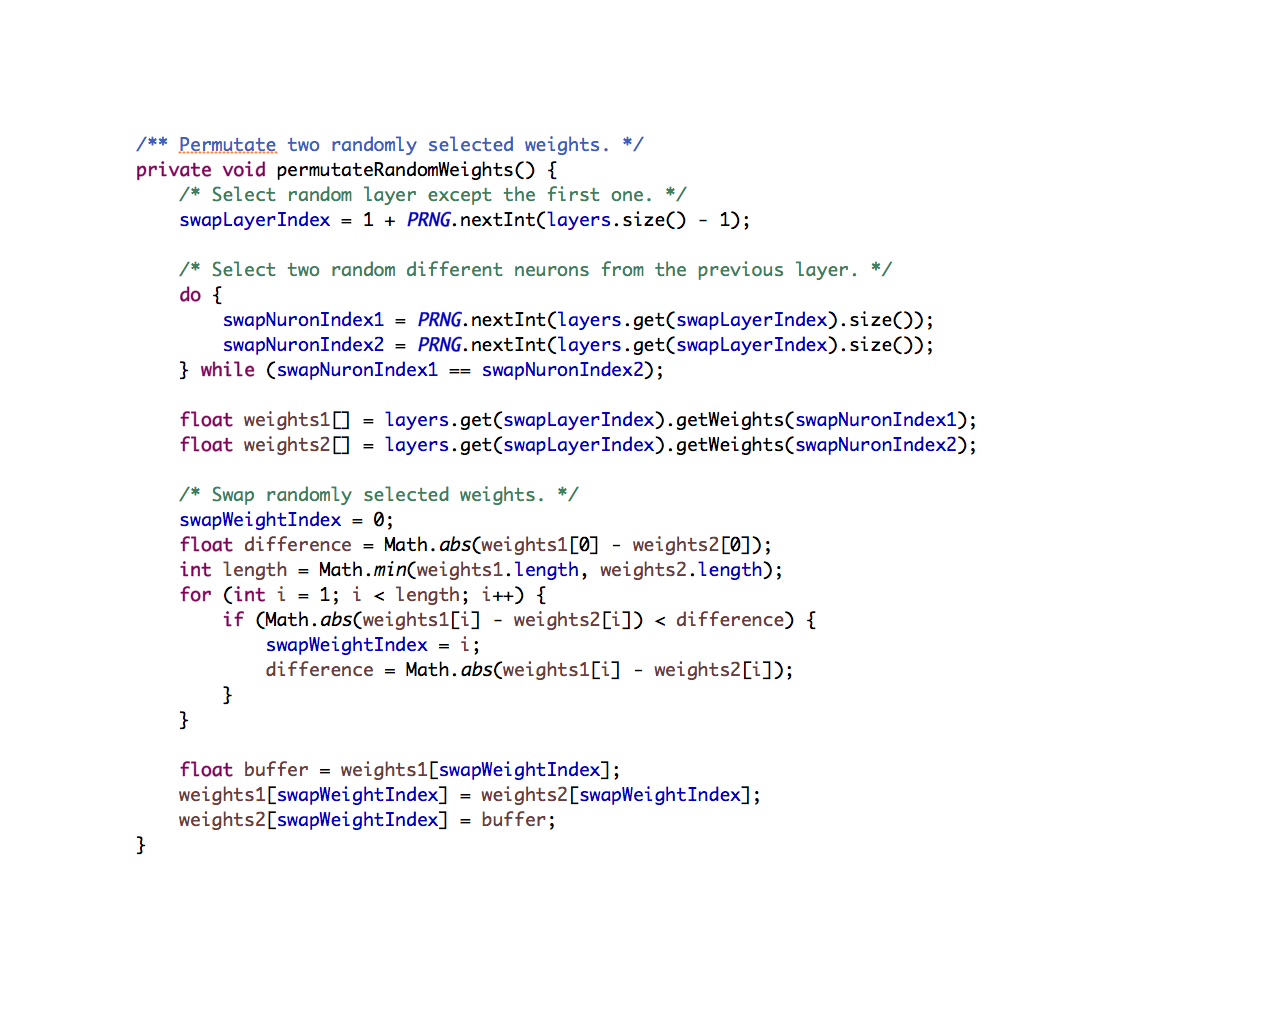 /** Permutate two randomly selected weights. */
private void permutateRandomWeights() {
    /* Select random layer except the first one. */
    swapLayerIndex = 1 + PRNG.nextInt(layers.size() - 1);

    /* Select two random different neurons from the previous layer. */
    do {
        swapNuronIndex1 = PRNG.nextInt(layers.get(swapLayerIndex).size());
        swapNuronIndex2 = PRNG.nextInt(layers.get(swapLayerIndex).size());
    } while (swapNuronIndex1 == swapNuronIndex2);

    float weights1[] = layers.get(swapLayerIndex).getWeights(swapNuronIndex1);
    float weights2[] = layers.get(swapLayerIndex).getWeights(swapNuronIndex2);

    /* Swap randomly selected weights. */
    swapWeightIndex = 0;
    float difference = Math.abs(weights1[0] - weights2[0]);
    int length = Math.min(weights1.length, weights2.length);
    for (int i = 1; i < length; i++) {
        if (Math.abs(weights1[i] - weights2[i]) < difference) {
            swapWeightIndex = i;
            difference = Math.abs(weights1[i] - weights2[i]);
        }
    }

    float buffer = weights1[swapWeightIndex];
    weights1[swapWeightIndex] = weights2[swapWeightIndex];
    weights2[swapWeightIndex] = buffer;
}